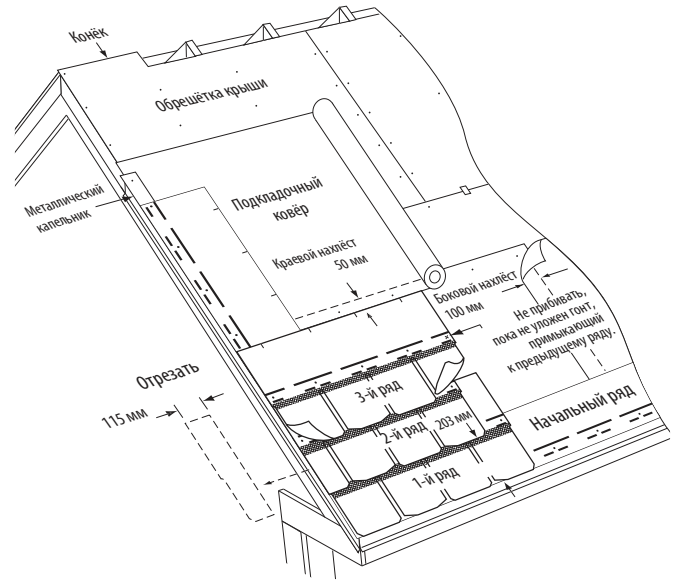 Конёк
Обрешётка крыши
Металлический
капельник
Подкладочный
ковёр
Краевой нахлёст
50 мм
Боковой нахлёст
100 мм
Не прибивать,
пока не уложен гонт,
примыкающий
к предыдущему ряду.
Отрезать
115 мм
3-й ряд
2-й ряд
203 мм
1-й ряд
Начальный ряд